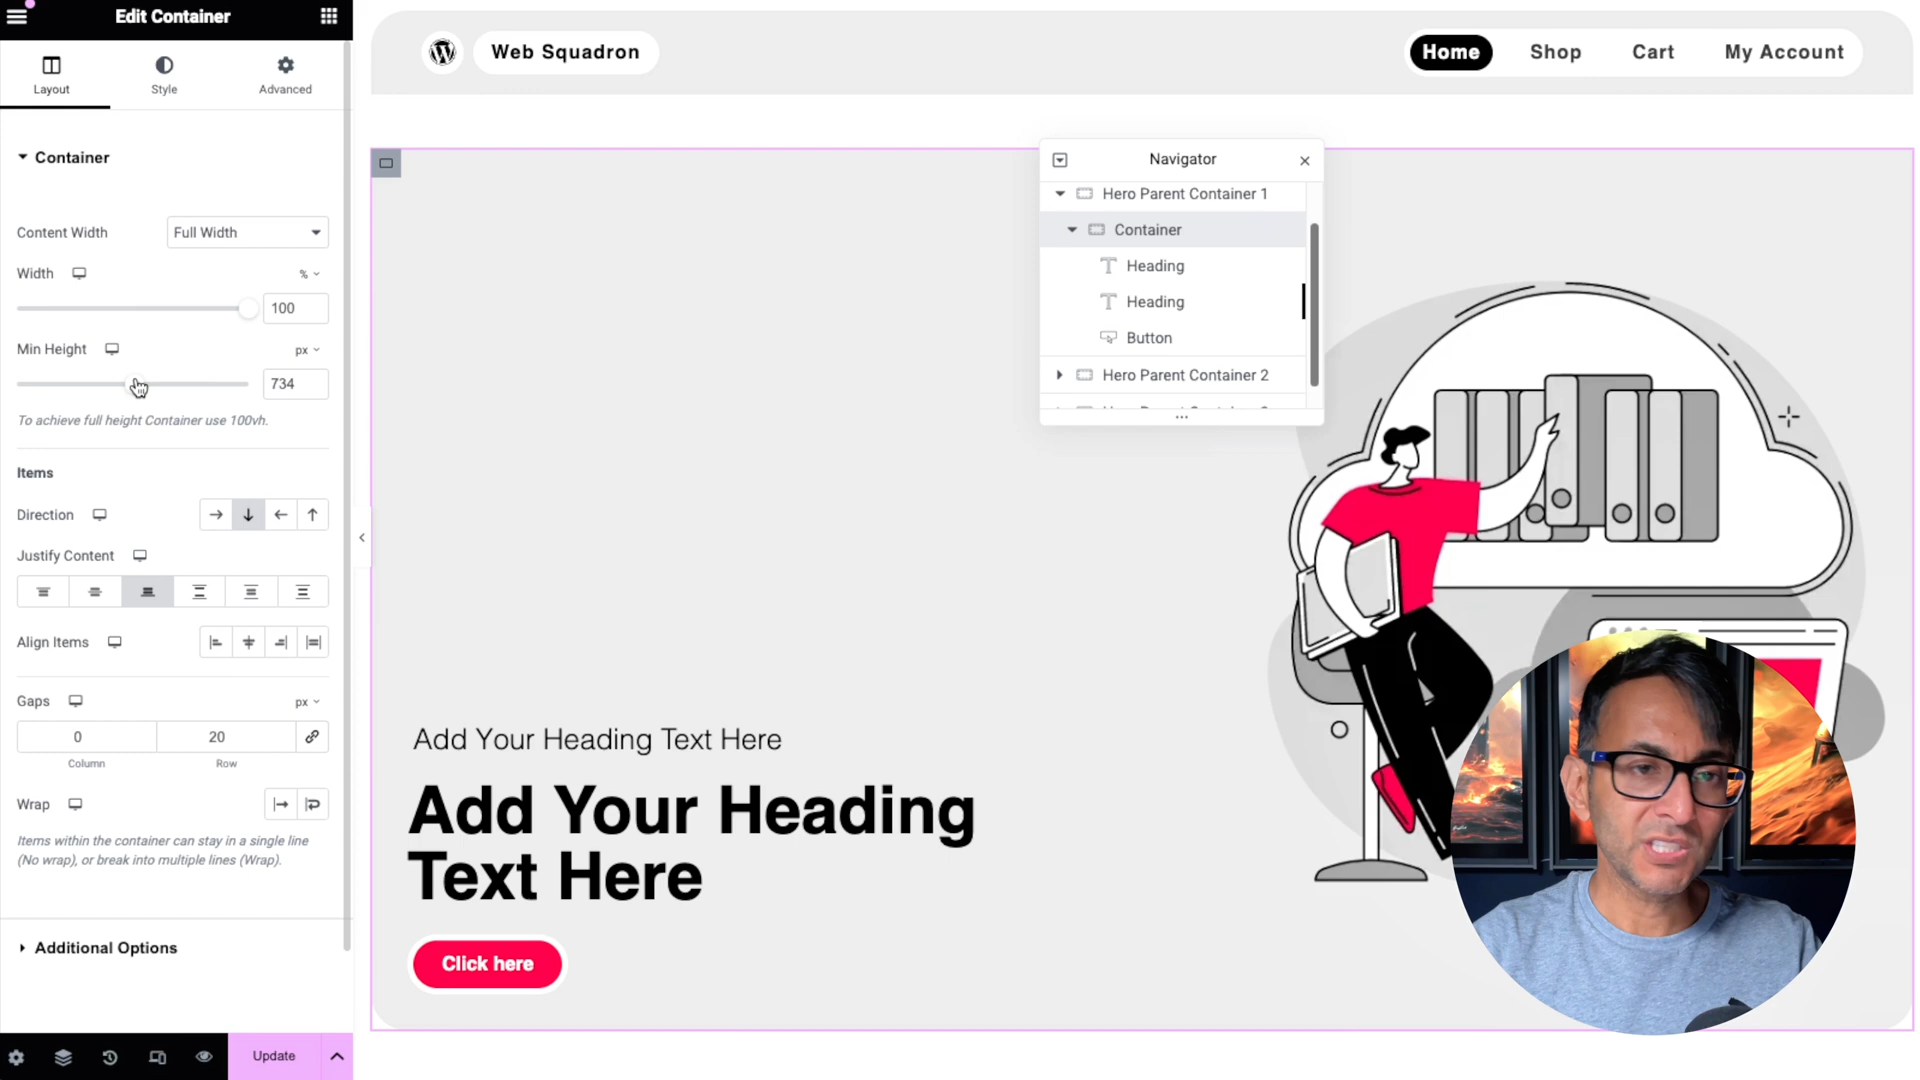 Edit Container
Layout
Style
Advanced
Container
Content Width
Full Width
Width
%
100
Min Height
px
734
To achieve full height Container use 100vh.
Items
Direction
Justify Content
Align Items
Gaps
px
0
20
Column
Row
Wrap
Items within the container can stay in a single line
(No wrap), or break into multiple lines (Wrap).
Additional Options
Update
Web Squadron
Home
Shop
Cart
My Account
Navigator
Hero Parent Container 1
Container
Heading
Heading
Button
Hero Parent Container 2
Add Your Heading Text Here
Add Your Heading
Text Here
Click here